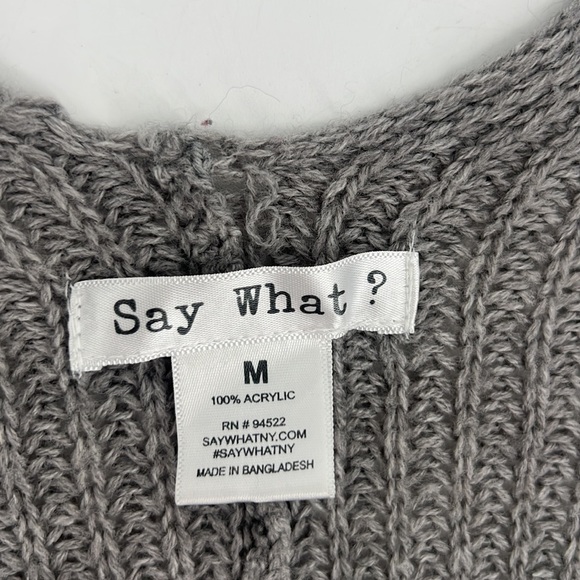 Say What?
M
100% ACRYLIC
RN # 94522
SAYWHATNY.COM
#SAYWHATNY
MADE IN BANGLADESH